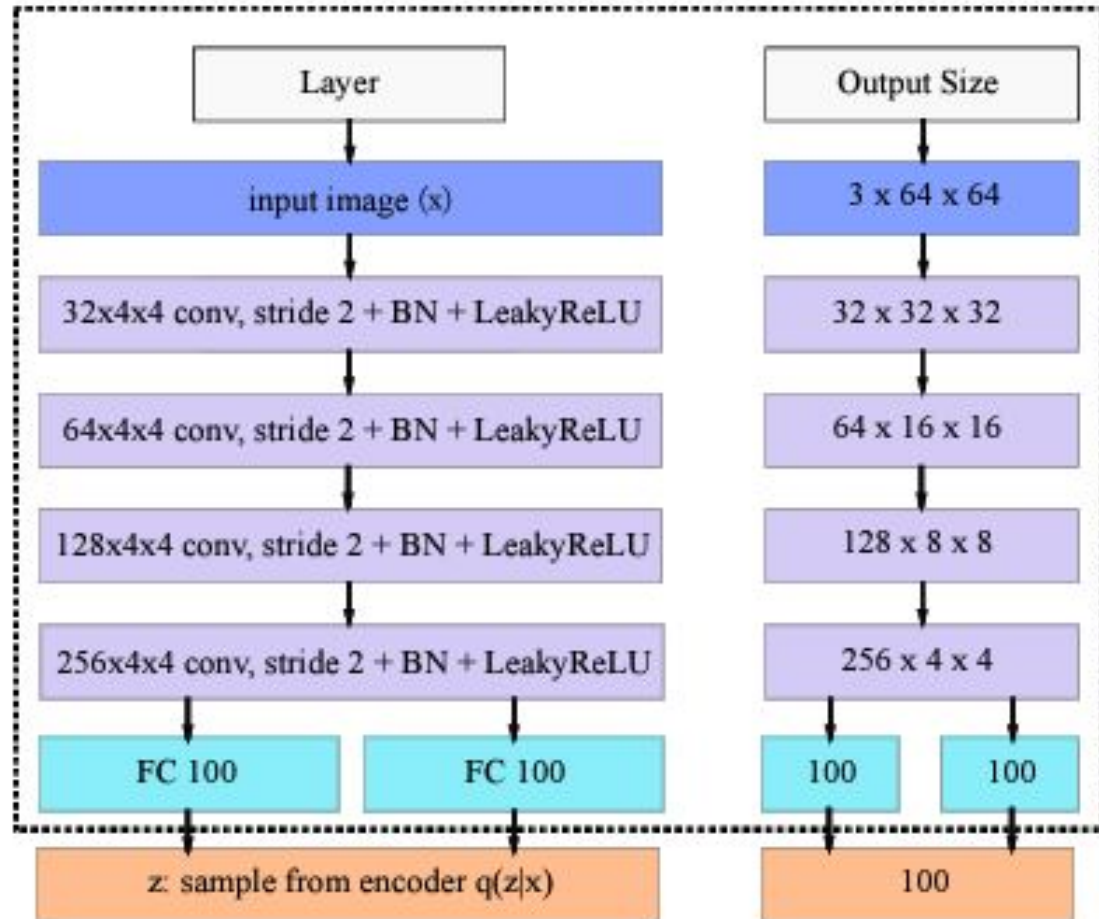 Layer
Output Size
input image (x)
3 x 64 x 64
32x4x4 conv, stride 2 + BN + LeakyReLU
32 x 32 x 32
64x4x4 conv, stride 2 + BN + LeakyReLU
64 x 16 x 16
128x4x4 conv, stride 2 + BN + LeakyReLU
128 x 8 x 8
256x4x4 conv, stride 2 + BN + LeakyReLU
256 x 4 x 4
FC 100
FC 100
100
100
z: sample from encoder q(z|x)
100